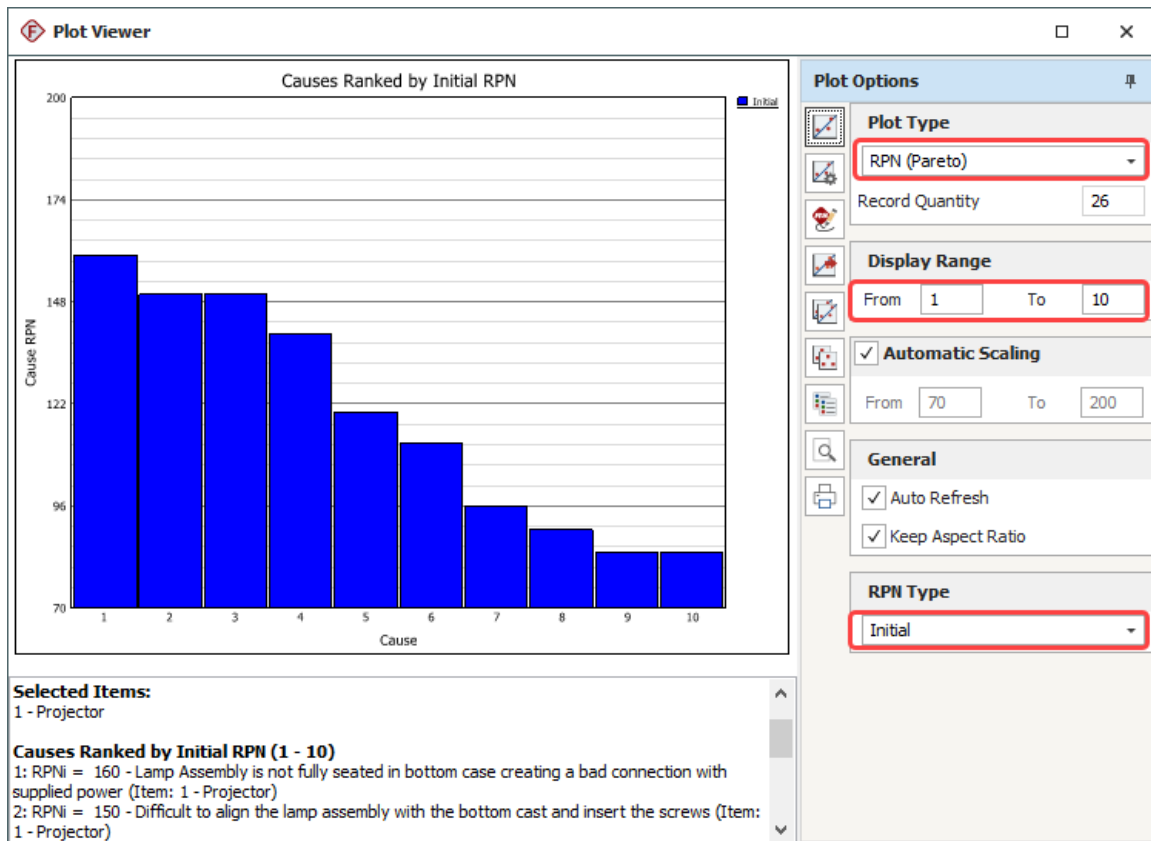 Plot Viewer
Causes Ranked by Initial RPN
Initial
200
174
148
122
96
70
Cause RPN
1 2 3 4 5 6 7 8 9 10
Cause
Selected Items:
1 - Projector
Causes Ranked by Initial RPN (1 - 10)
1: RPNi = 160 - Lamp Assembly is not fully seated in bottom case creating a bad connection with
supplied power (Item: 1 - Projector)
2: RPNi = 150 - Difficult to align the lamp assembly with the bottom cast and insert the screws (Item:
1 - Projector)
Plot Options
Plot Type
RPN (Pareto)
Record Quantity 26
Display Range
From 1 To 10
Automatic Scaling
From 70 To 200
General
Auto Refresh
Keep Aspect Ratio
RPN Type
Initial